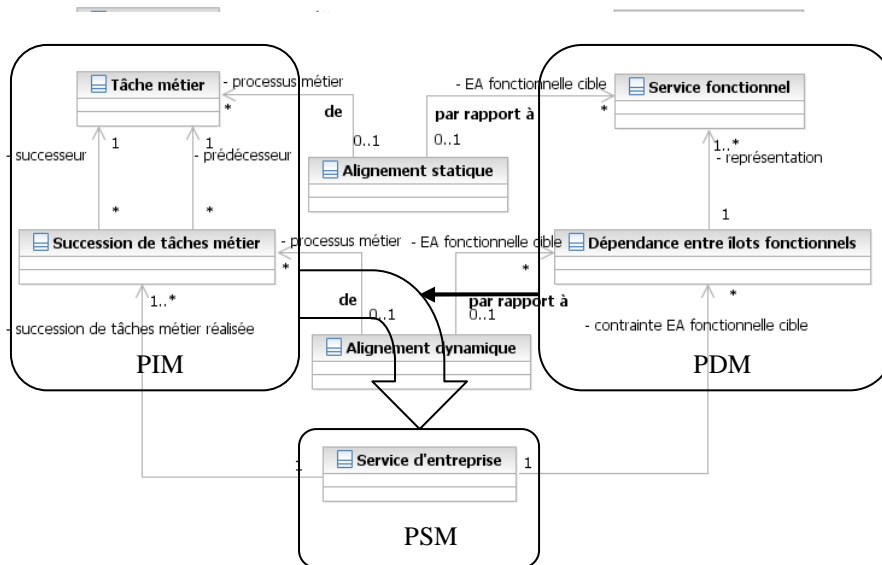 Tâche métier
- processus métier
- EA fonctionnelle cible
Service fonctionnel
*
de
par rapport à
*
1
1
0..1
0..1
1..*
- successeur
- prédécesseur
Alignement statique
- représentation
*
*
1
Succession de tâches métier
- processus métier
- EA fonctionnelle cible
Dépendance entre îlots fonctionnels
*
*
1..*
de
par rapport à
*
0..1
0..1
- succession de tâches métier réalisée
- contrainte EA fonctionnelle cible
Alignement dynamique
PIM
PDM
1
Service d'entreprise
1
PSM